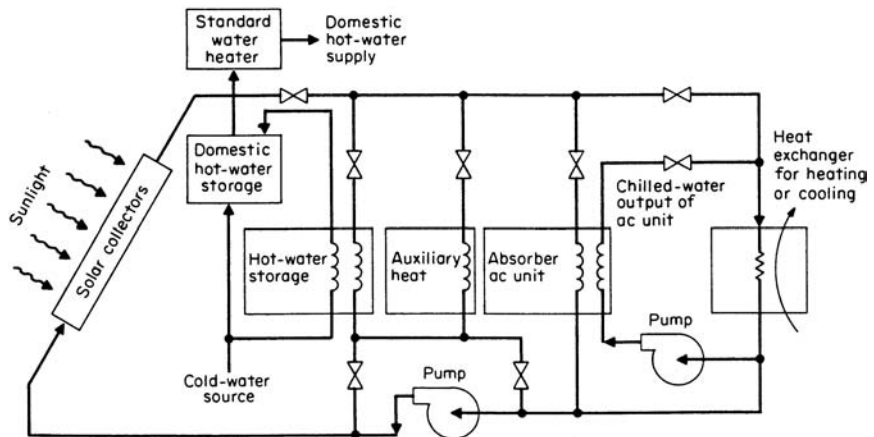 Standard
water
heater
Domestic
hot-water
supply
Sunlight
Solar collectors
Domestic
hot-water
storage
Heat
exchanger
for heating
or cooling
Chilled-water
output of
ac unit
Hot-water
storage
Auxiliary
heat
Absorber
ac unit
Pump
Cold-water
source
Pump